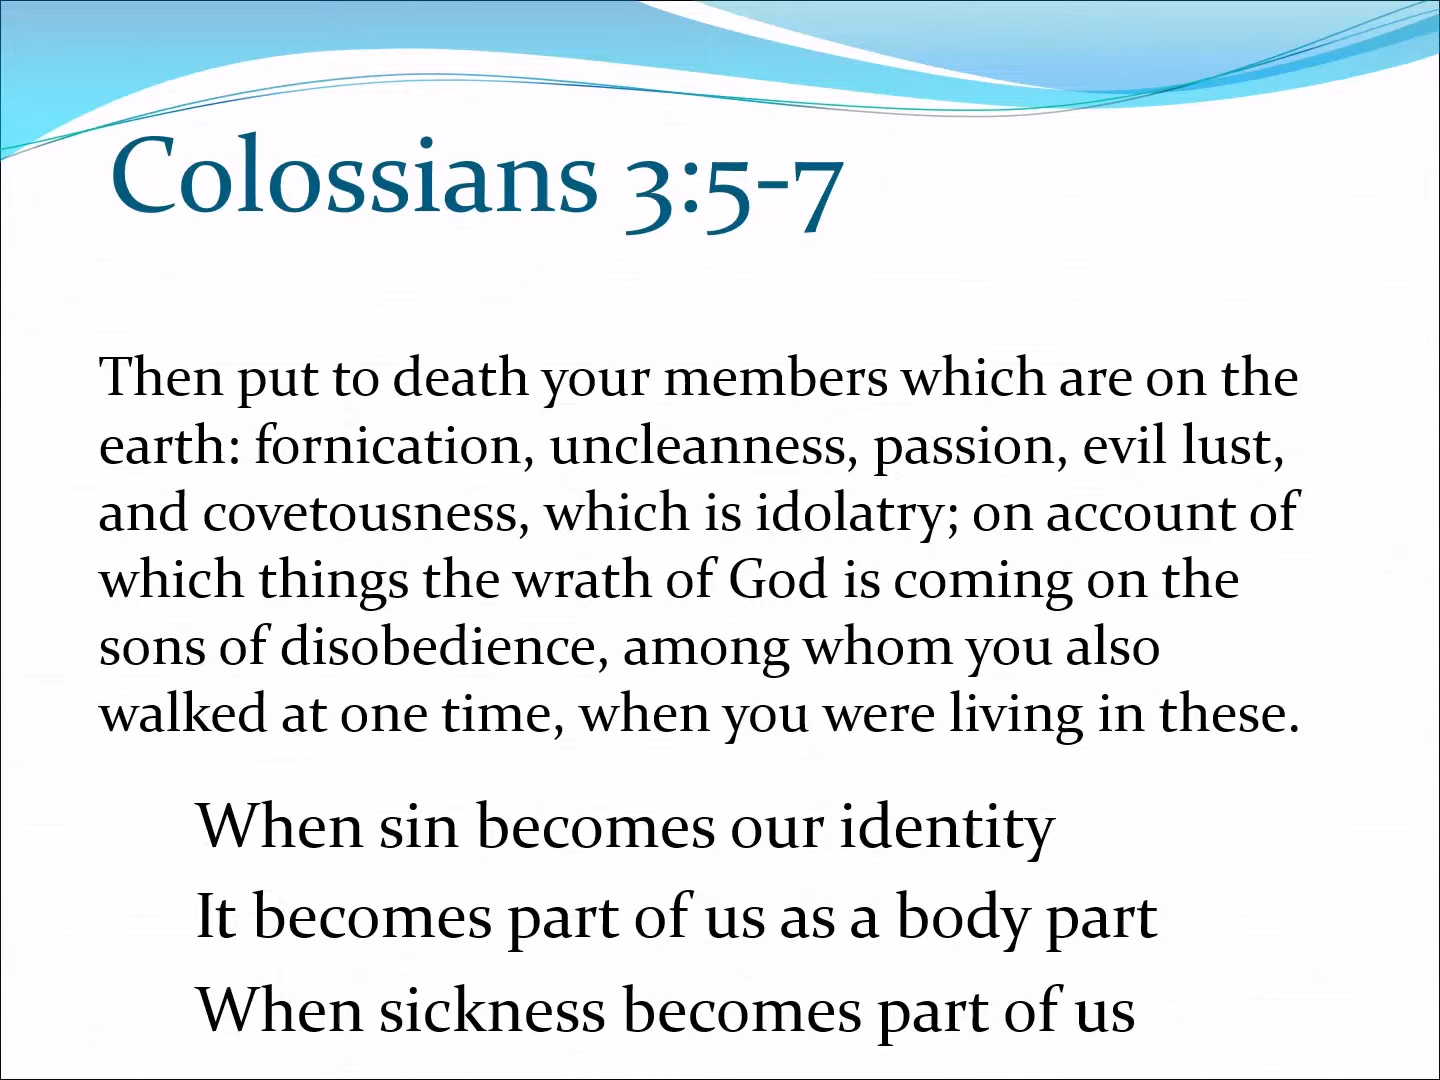 Colossians 3:5-7
Then put to death your members which are on the
earth: fornication, uncleanness, passion, evil lust,
and covetousness, which is idolatry; on account of
which things the wrath of God is coming on the
sons of disobedience, among whom you also
walked at one time, when you were living in these.
When sin becomes our identity
It becomes part of us as a body part
When sickness becomes part of us